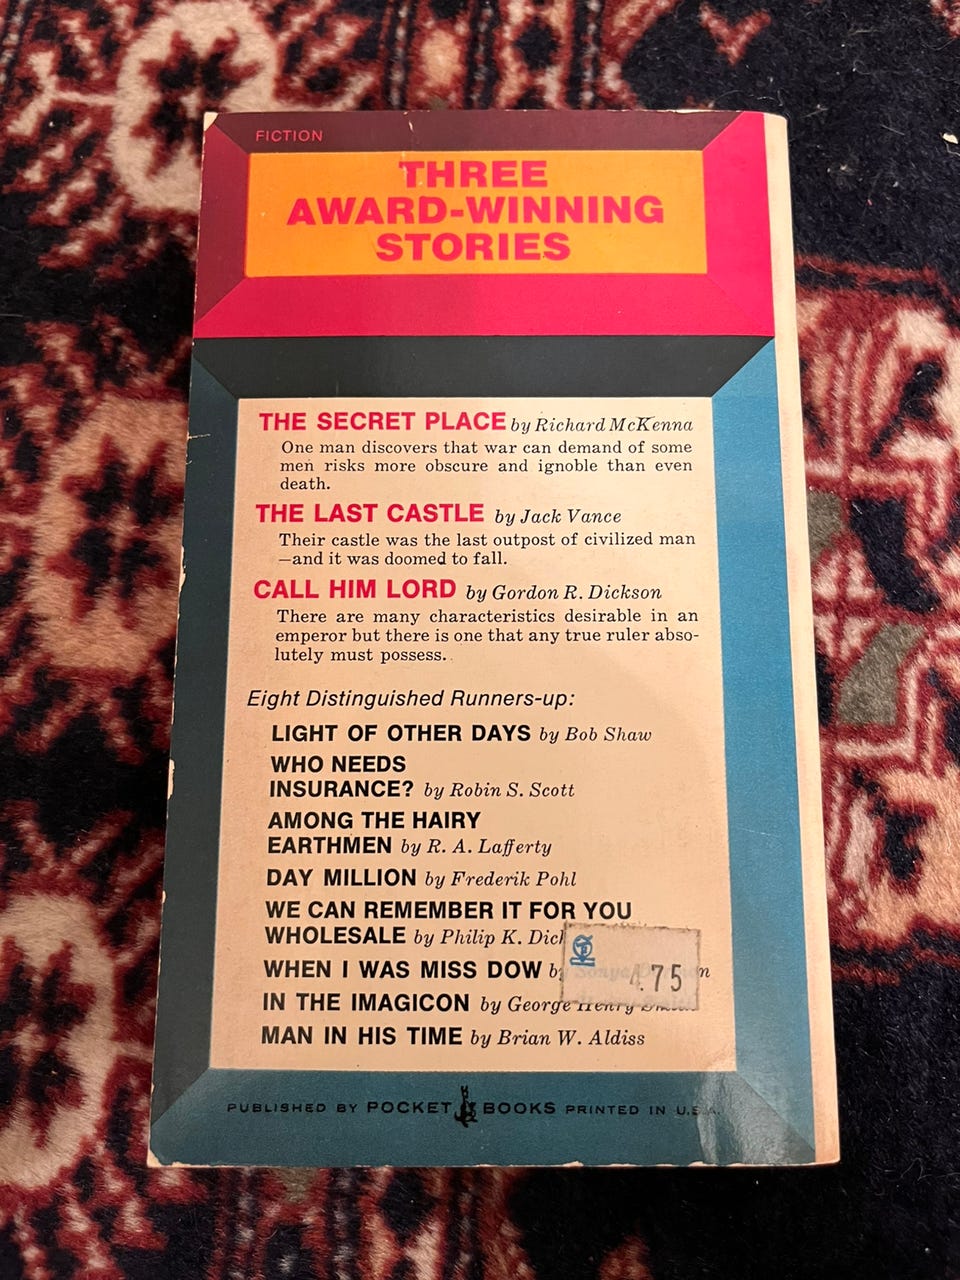 FICTION
THREE
AWARD-WINNING
STORIES
THE SECRET PLACE by Richard McKenna
One man discovers that war can demand of some
men risks more obscure and ignoble than even
death.
THE LAST CASTLE by Jack Vance
Their castle was the last outpost of civilized man
—and it was doomed to fall.
CALL HIM LORD by Gordon R. Dickson
There are many characteristics desirable in an
emperor but there is one that any true ruler abso-
lutely must possess.
Eight Distinguished Runners-up:
LIGHT OF OTHER DAYS by Bob Shaw
WHO NEEDS
INSURANCE? by Robin S. Scott
AMONG THE HAIRY
EARTHMEN by R. A. Lafferty
DAY MILLION by Frederik Pohl
WE CAN REMEMBER IT FOR YOU
WHOLESALE by Philip K. Dick
WHEN I WAS MISS DOW by Sonya
4.75
IN THE IMAGICON by George Henry
MAN IN HIS TIME by Brian W. Aldiss
PUBLISHED BY POCKET BOOKS PRINTED IN U.S.A.